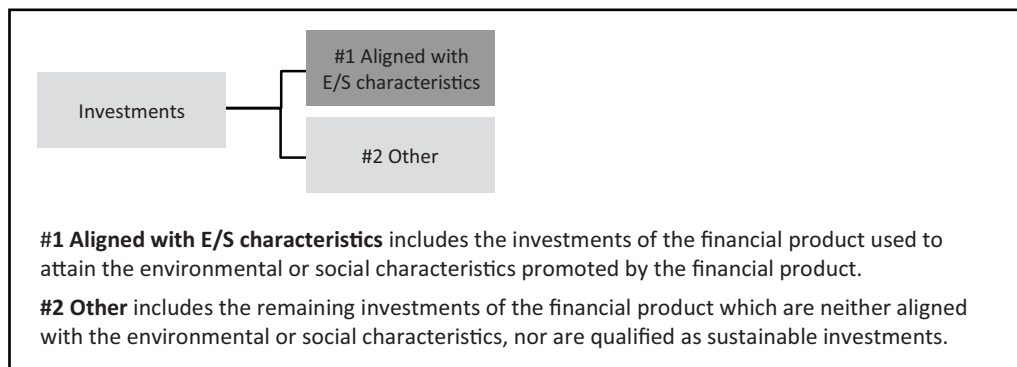 #1 Aligned with
E/S characteristics
Investments
#2 Other
#1 Aligned with E/S characteristics includes the investments of the financial product used to
attain the environmental or social characteristics promoted by the financial product.
#2 Other includes the remaining investments of the financial product which are neither aligned
with the environmental or social characteristics, nor are qualified as sustainable investments.